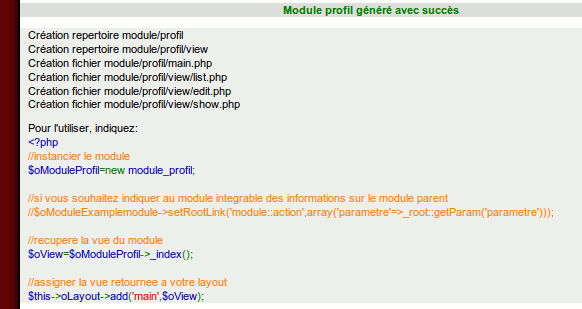 Module profil généré avec succès
Création repertoire module/profil
Création repertoire module/profil/view
Création fichier module/profil/main.php
Création fichier module/profil/view/list.php
Création fichier module/profil/view/edit.php
Création fichier module/profil/view/show.php
Pour l'utiliser, indiquez:
<?php
//instancier le module
$oModuleProfil=new module_profil;
//si vous souhaitez indiquer au module integrable des informations sur le module parent
//$oModuleExamplemodule->setRootLink('module::action',array('parametre'=>_root::getParam('parametre')));
//recupere la vue du module
$oView=$oModuleProfil->_index();
//assigner la vue retournee a votre layout
$this->oLayout->add('main',$oView);